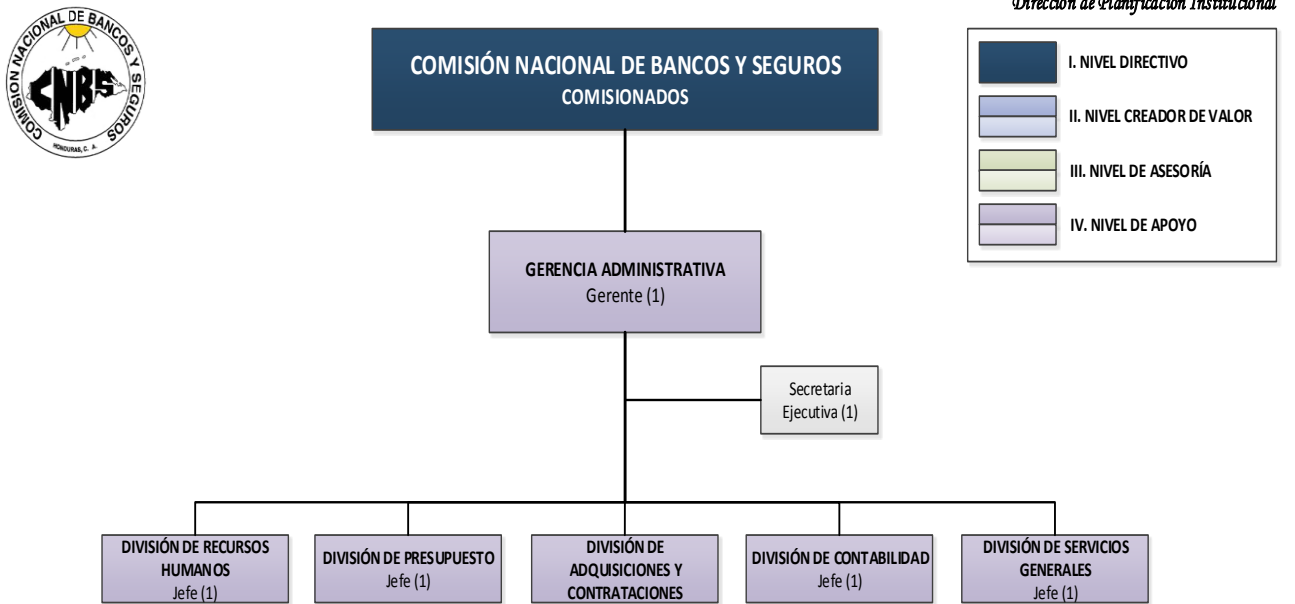 Dirección de Planificación Institucional
COMISION NACIONAL DE BANCOS Y SEGUROS
CNBS
HONDURAS, C. A.
COMISIÓN NACIONAL DE BANCOS Y SEGUROS
COMISIONADOS
I. NIVEL DIRECTIVO
II. NIVEL CREADOR DE VALOR
III. NIVEL DE ASESORÍA
IV. NIVEL DE APOYO
GERENCIA ADMINISTRATIVA
Gerente (1)
Secretaria
Ejecutiva (1)
DIVISIÓN DE RECURSOS
HUMANOS
Jefe (1)
DIVISIÓN DE PRESUPUESTO
Jefe (1)
DIVISIÓN DE
ADQUISICIONES Y
CONTRATACIONES
DIVISIÓN DE CONTABILIDAD
Jefe (1)
DIVISIÓN DE SERVICIOS
GENERALES
Jefe (1)